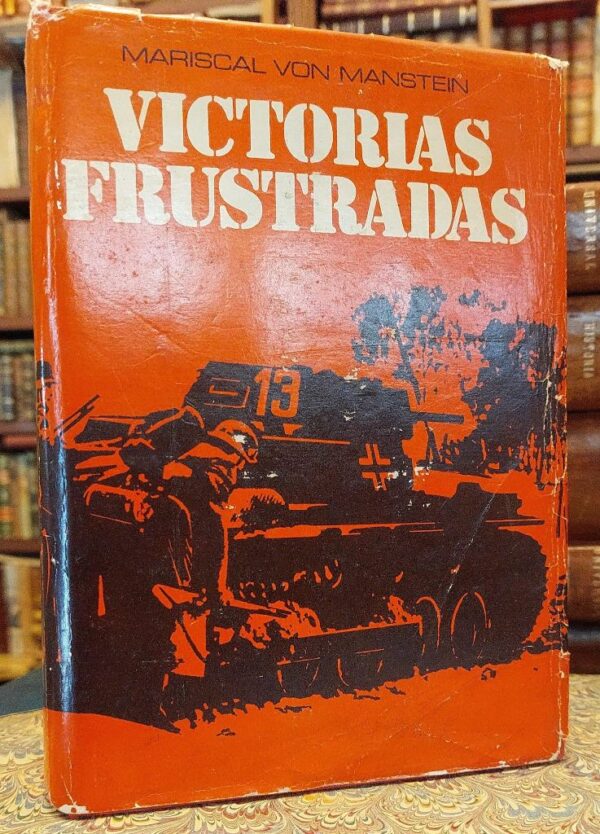 MARISCAL VON MANSTEIN
VICTORIAS
FRUSTRADAS
13